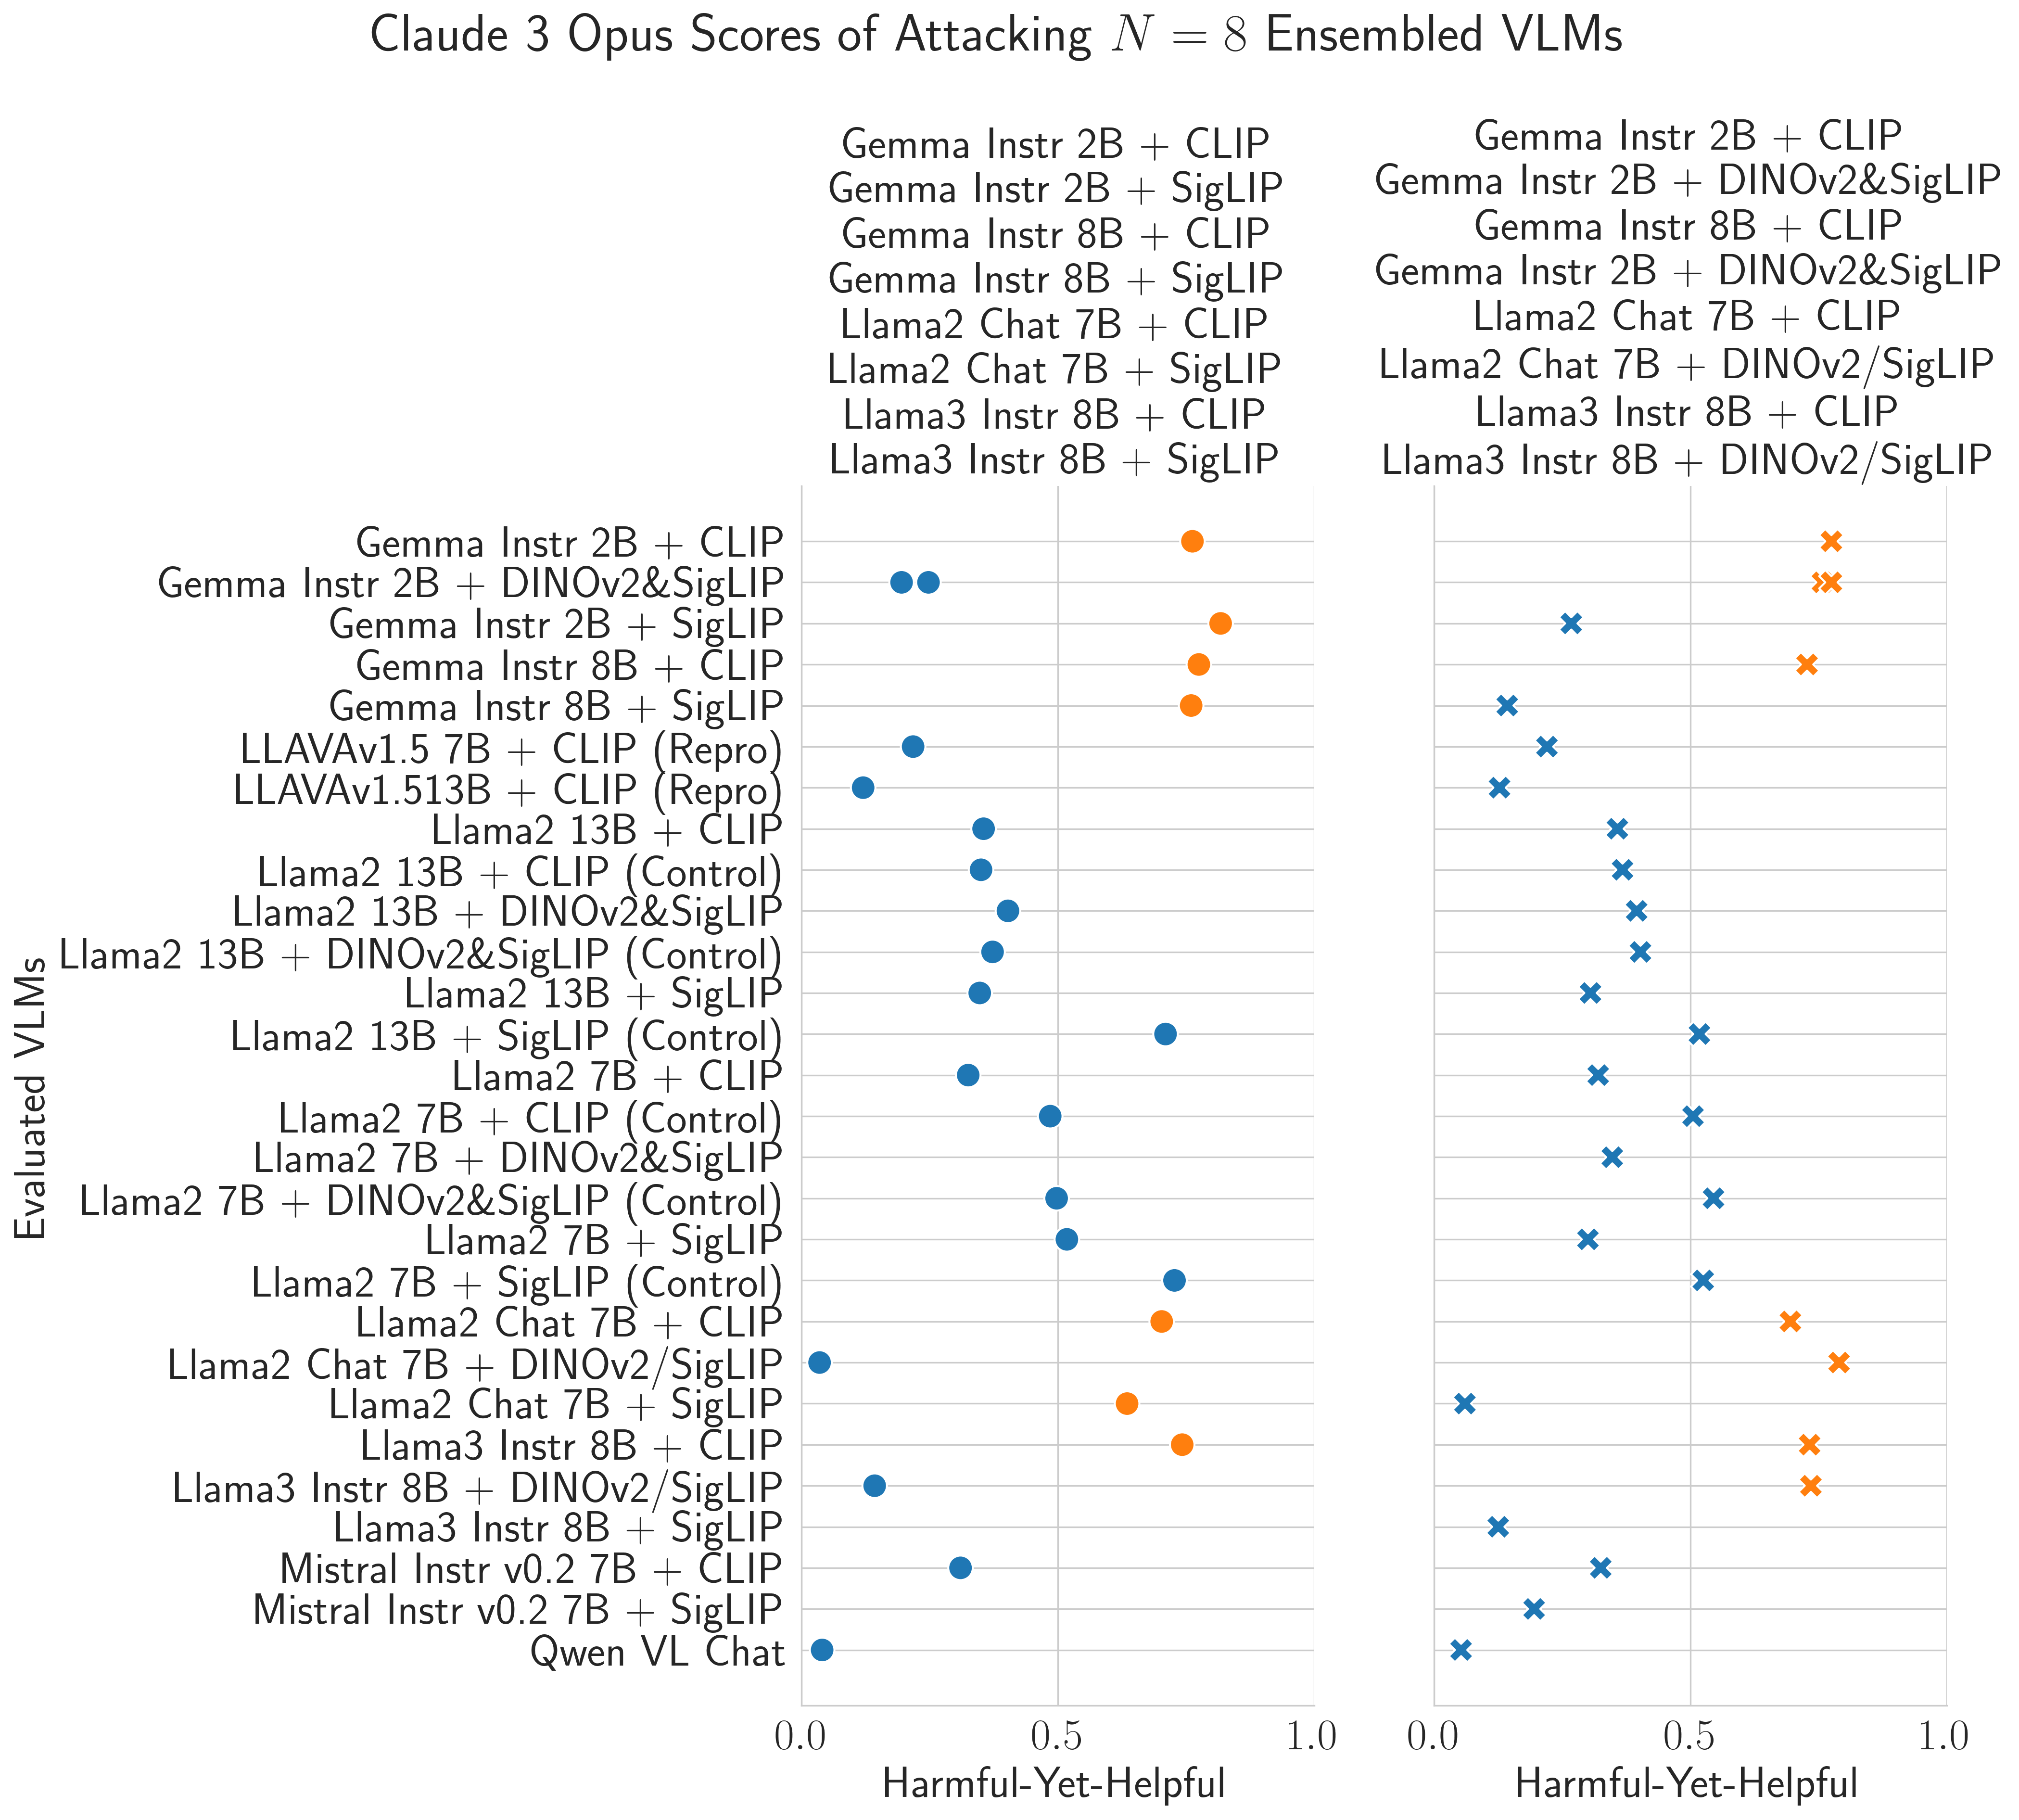 Claude 3 Opus Scores of Attacking N = 8 Ensembled VLMs
Gemma Instr 2B + CLIP
Gemma Instr 2B + SigLIP
Gemma Instr 8B + CLIP
Gemma Instr 8B + SigLIP
Llama2 Chat 7B + CLIP
Llama2 Chat 7B + SigLIP
Llama3 Instr 8B + CLIP
Llama3 Instr 8B + SigLIP
Gemma Instr 2B + CLIP
Gemma Instr 2B + DINOv2&SigLIP
Gemma Instr 8B + CLIP
Gemma Instr 2B + DINOv2&SigLIP
Llama2 Chat 7B + CLIP
Llama2 Chat 7B + DINOv2/SigLIP
Llama3 Instr 8B + CLIP
Llama3 Instr 8B + DINOv2/SigLIP
Evaluated VLMs
Gemma Instr 2B + CLIP
Gemma Instr 2B + DINOv2&SigLIP
Gemma Instr 2B + SigLIP
Gemma Instr 8B + CLIP
Gemma Instr 8B + SigLIP
LLAVAv1.5 7B + CLIP (Repro)
LLAVAv1.513B + CLIP (Repro)
Llama2 13B + CLIP
Llama2 13B + CLIP (Control)
Llama2 13B + DINOv2&SigLIP
Llama2 13B + DINOv2&SigLIP (Control)
Llama2 13B + SigLIP
Llama2 13B + SigLIP (Control)
Llama2 7B + CLIP
Llama2 7B + CLIP (Control)
Llama2 7B + DINOv2&SigLIP
Llama2 7B + DINOv2&SigLIP (Control)
Llama2 7B + SigLIP
Llama2 7B + SigLIP (Control)
Llama2 Chat 7B + CLIP
Llama2 Chat 7B + DINOv2/SigLIP
Llama2 Chat 7B + SigLIP
Llama3 Instr 8B + CLIP
Llama3 Instr 8B + DINOv2/SigLIP
Llama3 Instr 8B + SigLIP
Mistral Instr v0.2 7B + CLIP
Mistral Instr v0.2 7B + SigLIP
Qwen VL Chat
0.0 0.5 1.0
Harmful-Yet-Helpful
0.0 0.5 1.0
Harmful-Yet-Helpful